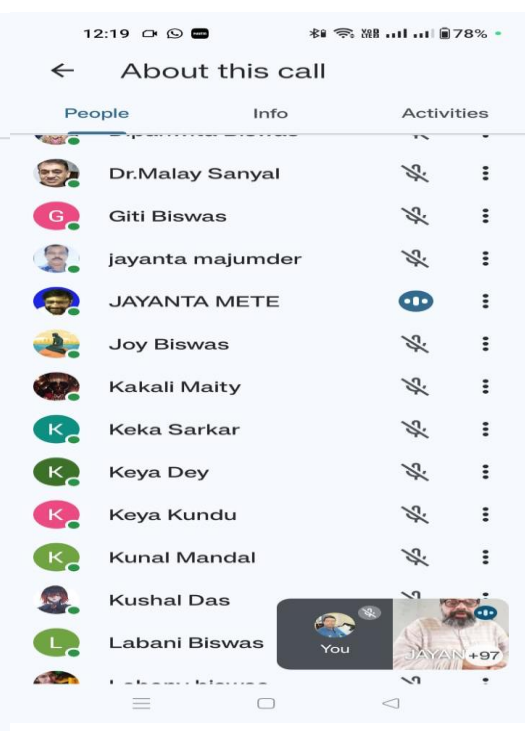 12:19
78%
About this call
People Info Activities
Dr.Malay Sanyal
G Giti Biswas
jayanta majumder
JAYANTA METE
Joy Biswas
Kakali Maity
K Keka Sarkar
K Keya Dey
K Keya Kundu
K Kunal Mandal
Kushal Das
L Labani Biswas
You JAYAN +97